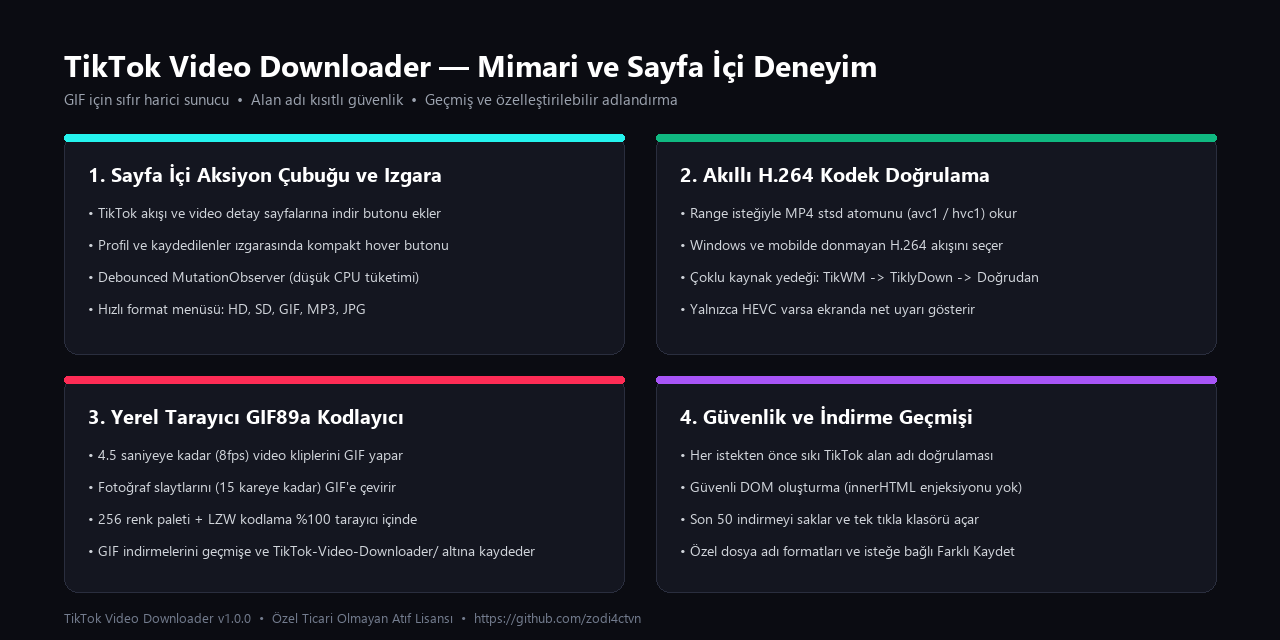 TikTok Video Downloader — Mimari ve Sayfa İçi Deneyim
GIF için sıfır harici sunucu • Alan adı kısıtlı güvenlik • Geçmiş ve özelleştirilebilir adlandırma
1. Sayfa İçi Aksiyon Çubuğu ve Izgara
• TikTok akışı ve video detay sayfalarına indir butonu ekler
• Profil ve kaydedilenler ızgarasında kompakt hover butonu
• Debounced MutationObserver (düşük CPU tüketimi)
• Hızlı format menüsü: HD, SD, GIF, MP3, JPG
2. Akıllı H.264 Kodek Doğrulama
• Range isteğiyle MP4 stsd atomunu (avc1 / hvc1) okur
• Windows ve mobilde donmayan H.264 akışını seçer
• Çoklu kaynak yedeği: TikWM -> TiklyDown -> Doğrudan
• Yalnızca HEVC varsa ekranda net uyarı gösterir
3. Yerel Tarayıcı GIF89a Kodlayıcı
• 4.5 saniyeye kadar (8fps) video kliplerini GIF yapar
• Fotoğraf slaytlarını (15 kareye kadar) GIF'e çevirir
• 256 renk paleti + LZW kodlama %100 tarayıcı içinde
• GIF indirmelerini geçmişe ve TikTok-Video-Downloader/ altına kaydeder
4. Güvenlik ve İndirme Geçmişi
• Her istekten önce sıkı TikTok alan adı doğrulaması
• Güvenli DOM oluşturma (innerHTML enjeksiyonu yok)
• Son 50 indirmeyi saklar ve tek tıkla klasörü açar
• Özel dosya adı formatları ve isteğe bağlı Farklı Kaydet
TikTok Video Downloader v1.0.0 • Özel Ticari Olmayan Atıf Lisansı • https://github.com/zodi4ctvn